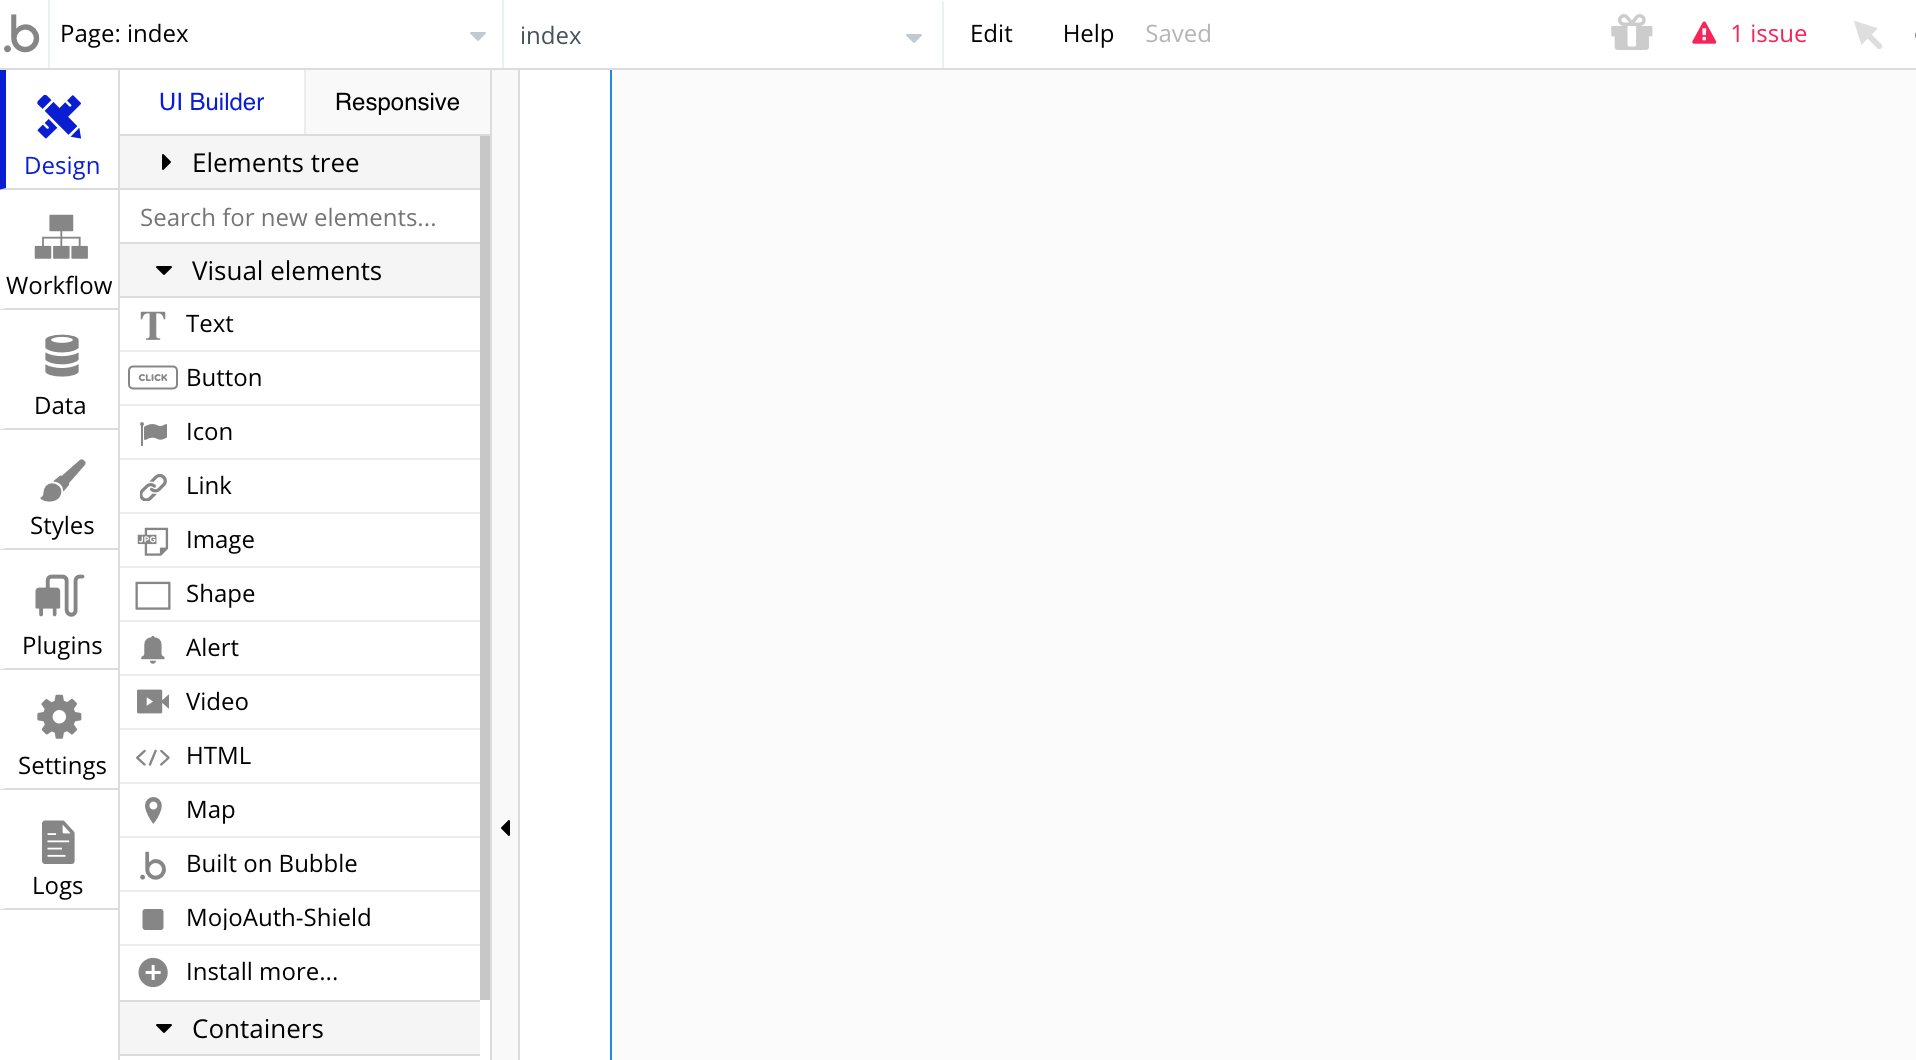 .b Page: index index Edit Help Saved 1 issue
UI Builder Responsive
Design
Elements tree
Search for new elements...
Workflow
Visual elements
Text
CLICK Button
Data
Icon
Link
Styles
JPG Image
Shape
Plugins
Alert
Video
Settings
</> HTML
Map
Logs
.b Built on Bubble
MojoAuth-Shield
Install more...
Containers